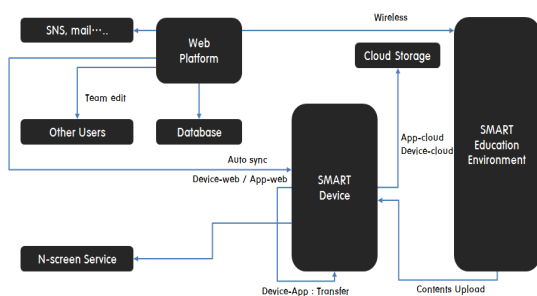 Wireless
SNS, mail·····
Web
Platform
Cloud Storage
Team edit
Other Users
Database
App-cloud
Device-cloud
SMART
Education
Environment
Auto sync
Device-web / App-web
SMART
Device
N-screen Service
Device-App : Transfer
Contents Upload